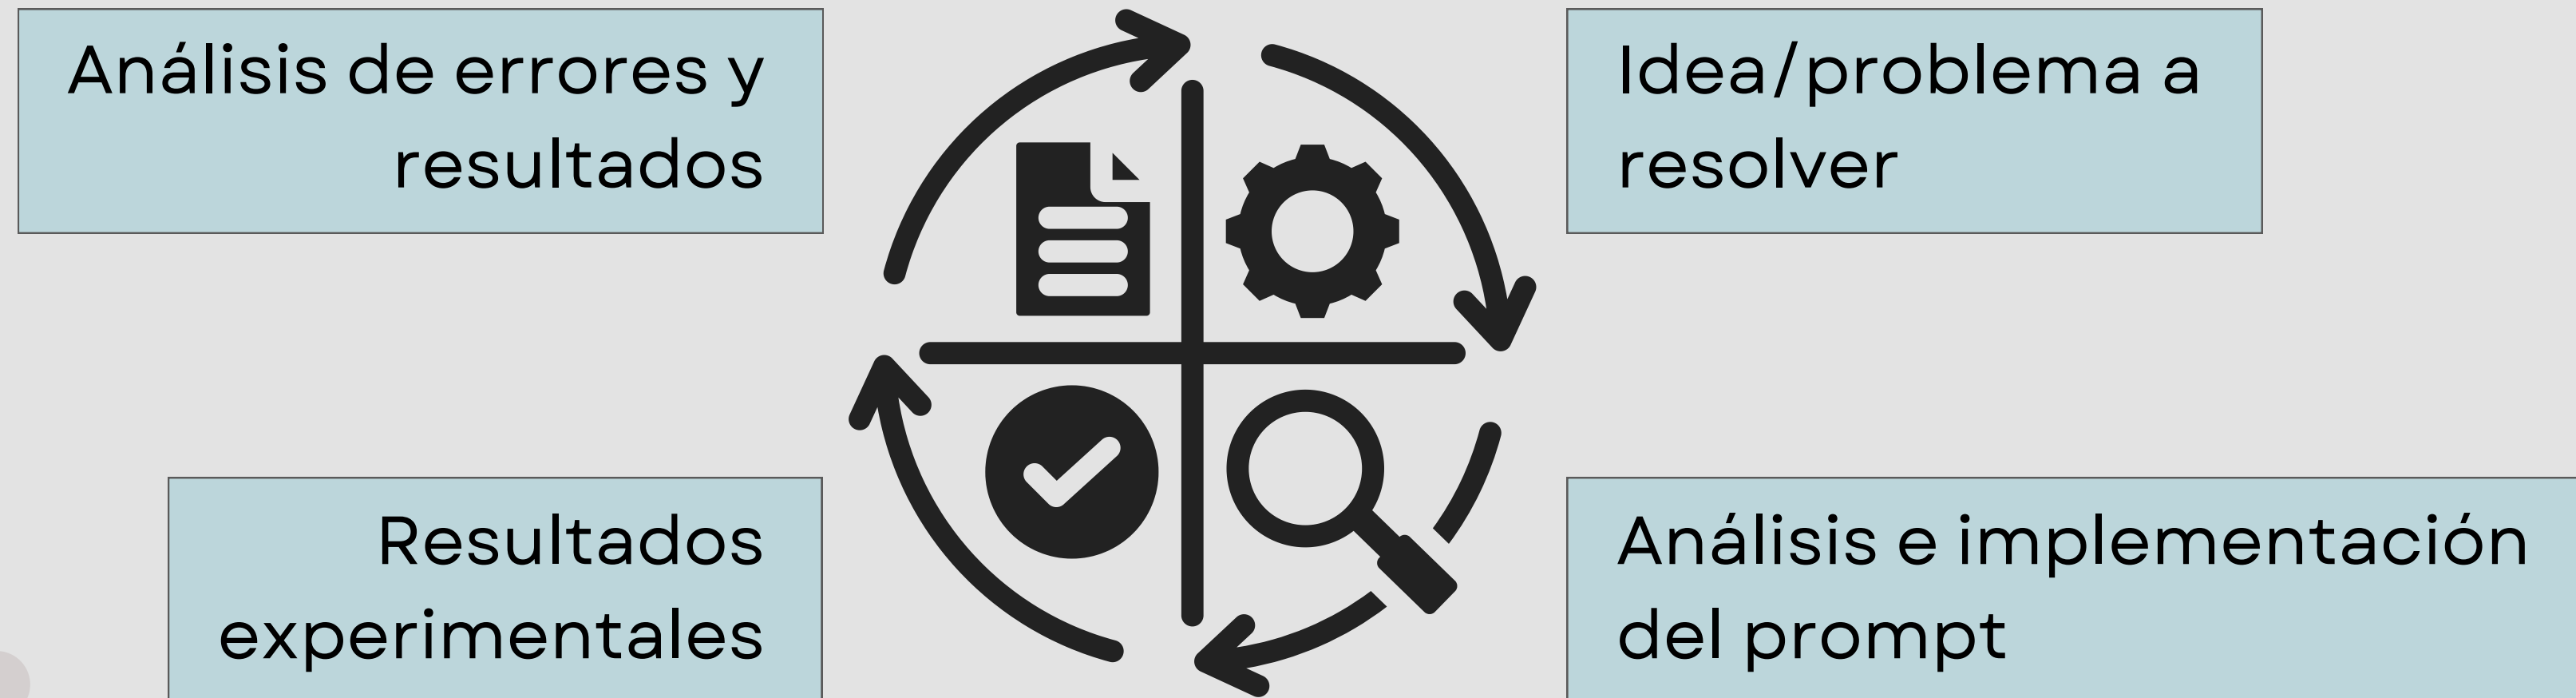 Análisis de errores y
resultados
Idea/problema a
resolver
Resultados
experimentales
Análisis e implementación
del prompt